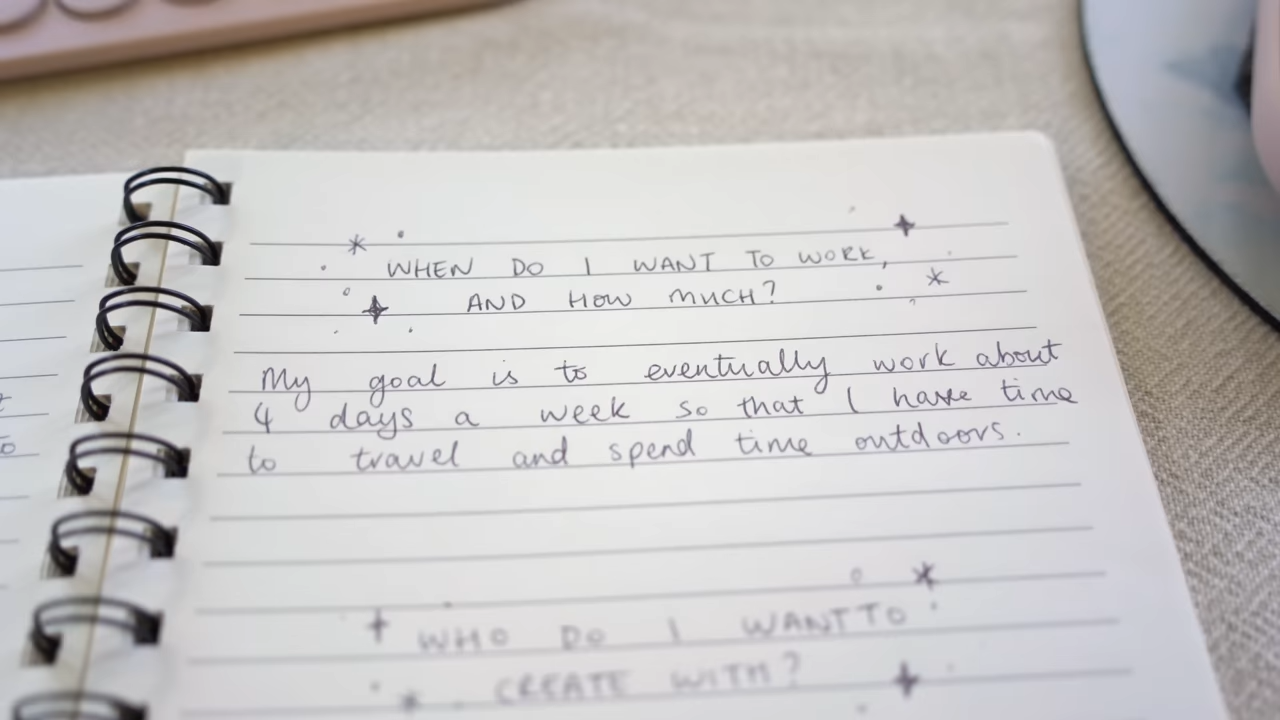 WHEN DO I WANT TO WORK,
AND HOW MUCH?
My goal is to eventually work about
4 days a week so that I have time
to travel and spend time outdoors.
WHO DO I WANT TO
CREATE WITH?